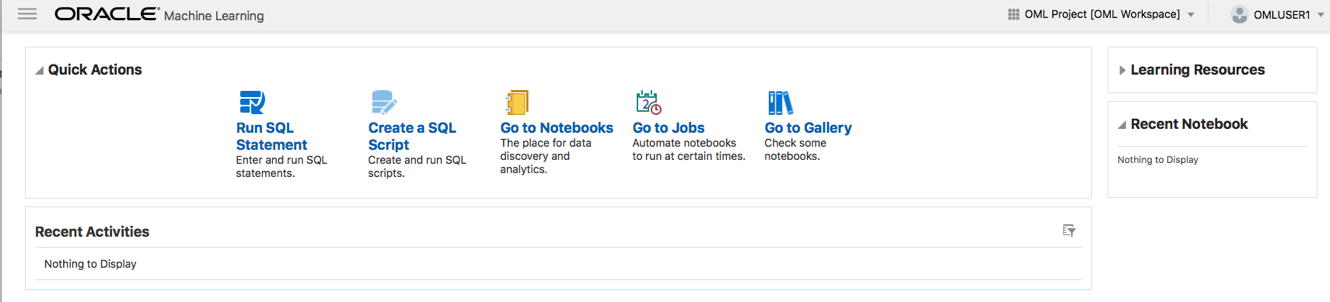 ORACLE® Machine Learning
OML Project [OML Workspace]
OMLUSER1
Quick Actions
Run SQL
Statement
Enter and run SQL
statements.
Create a SQL
Script
Create and run SQL
scripts.
Go to Notebooks
The place for data
discovery and
analytics.
2
Go to Jobs
Automate notebooks
to run at certain times.
Go to Gallery
Check some
notebooks.
Recent Activities
Nothing to Display
Learning Resources
Recent Notebook
Nothing to Display